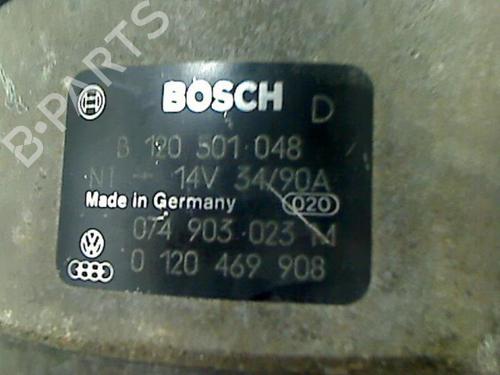 BOSCH D
B 120 501 048
N1 → 14V 34/90A
Made in Germany 020
074 903 023 M
0 120 469 908
B-PARTS